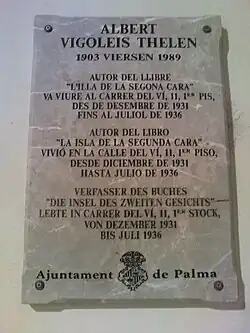 ALBERT
VIGOLEIS THELEN
1903 VIERSEN 1989
AUTOR DEL LLIBRE
"L'ILLA DE LA SEGONA CARA"
VA VIURE AL CARRER DEL VÍ, 11, 1ER PIS,
DES DE DESEMBRE DE 1931
FINS AL JULIOL DE 1936
AUTOR DEL LIBRO
"LA ISLA DE LA SEGUNDA CARA"
VIVIÓ EN LA CALLE DEL VÍ, 11, 1ER PISO,
DESDE DICIEMBRE DE 1931
HASTA JULIO DE 1936
VERFASSER DES BUCHES
"DIE INSEL DES ZWEITEN GESICHTS"
LEBTE IN CARRER DEL VÍ, 11, 1ER STOCK,
VON DEZEMBER 1931
BIS JULI 1936
Ajuntament de Palma